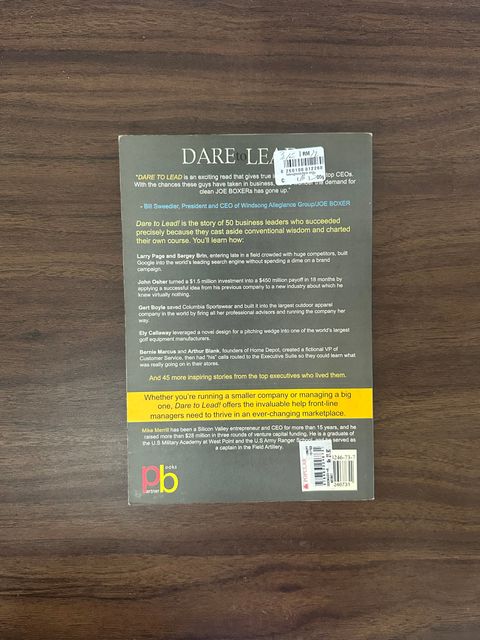 DARE to LEA
"DARE TO LEAD is an exciting read that gives true op CEOs.
With the chances these guys have taken in business, the demand for
clean JOE BOXERs has gone up."
- Bill Sweedler, President and CEO of Windsong Allegiance Group/JOE BOXER
Dare to Lead! is the story of 50 business leaders who succeeded
precisely because they cast aside conventional wisdom and charted
their own course. You'll learn how:
Larry Page and Sergey Brin, entering late in a field crowded with huge competitors, built
Google into the world's leading search engine without spending a dime on a brand
campaign.
John Osher turned a $1.5 million investment into a $450 million payoff in 18 months by
applying a successful idea from his previous company to a new industry about which he
knew virtually nothing.
Gert Boyle saved Columbia Sportswear and built it into the largest outdoor apparel
company in the world by firing all her professional advisors and running the company her
way.
Ely Callaway leveraged a novel design for a pitching wedge into one of the world's largest
golf equipment manufacturers.
Bernie Marcus and Arthur Blank, founders of Home Depot, created a fictional VP of
Customer Service, then had "his" calls routed to the Executive Suite so they could learn what
was really going on in their stores.
And 45 more inspiring stories from the top executives who lived them.
Whether you're running a smaller company or managing a big
one, Dare to Lead! offers the invaluable help front-line
managers need to thrive in an ever-changing marketplace.
Mike Merrill has been a Silicon Valley entrepreneur and CEO for more than 15 years, and he
raised more than $28 million in three rounds of venture capital funding. He is a graduate of
the U.S Military Academy at West Point and the U.S Army Ranger School, and he served as
a captain in the Field Artillery.
pb
partner
books
POPULAR